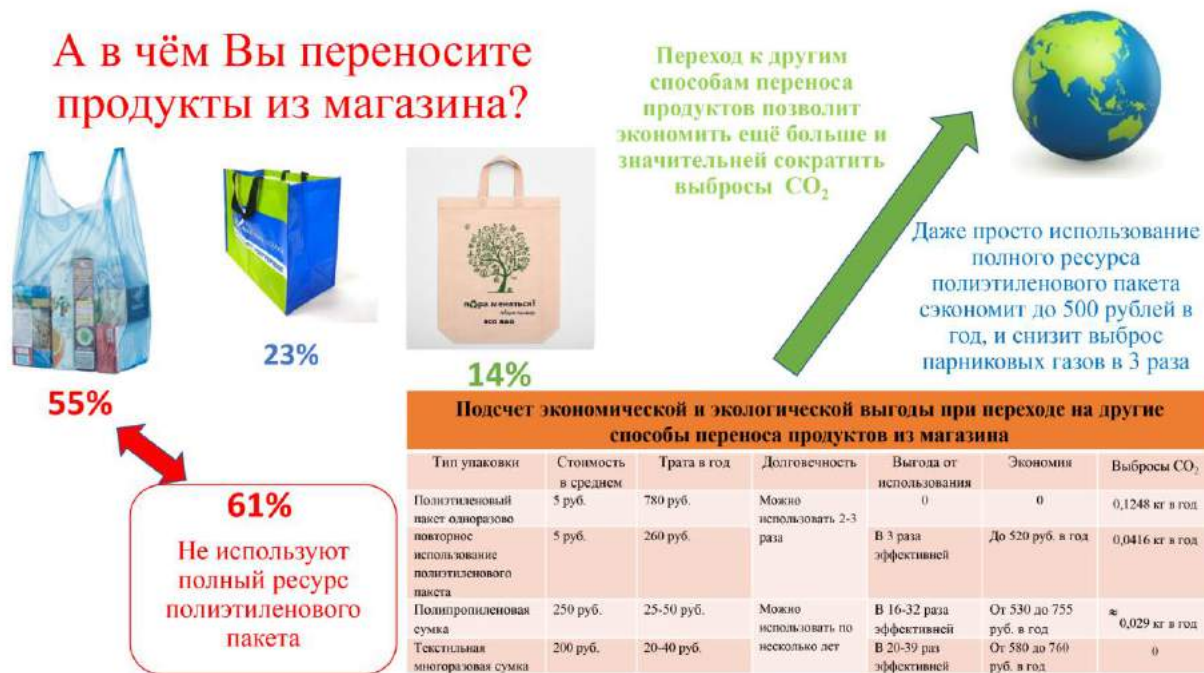 А в чём Вы переносите
продукты из магазина?
55%
23%
пора меняться!
14%
61%
Не используют
полный ресурс
полиэтиленового
пакета
Переход к другим
способам переноса
продуктов позволит
экономить ещё больше и
значительней сократить
выбросы CO₂
Даже просто использование
полного ресурса
полиэтиленового пакета
сэкономит до 500 рублей в
год, и снизит выброс
парниковых газов в 3 раза
Подсчет экономической и экологической выгоды при переходе на другие
способы переноса продуктов из магазина
Тип упаковки Стоимость в среднем Трата в год Долговечность Выгода от использования Экономия Выбросы CO₂
Полиэтиленовый пакет одноразово 5 руб. 780 руб. Можно использовать 2-3 раза 0 0 0,1248 кг в год
повторное использование полиэтиленового пакета 5 руб. 260 руб. В 3 раза эффективней До 520 руб. в год 0,0416 кг в год
Полипропиленовая сумка 250 руб. 25-50 руб. Можно использовать по несколько лет В 16-32 раза эффективней От 530 до 755 руб. в год ≈ 0,029 кг в год
Текстильная многоразовая сумка 200 руб. 20-40 руб. В 20-39 раз эффективней От 580 до 760 руб. в год 0